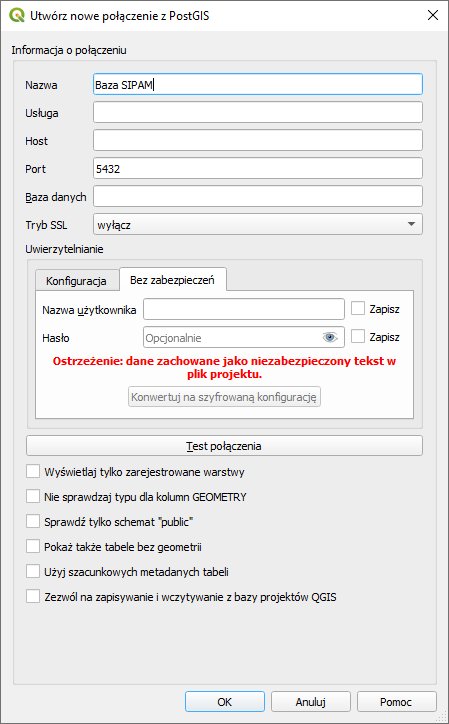 Utwórz nowe połączenie z PostGIS
Informacja o połączeniu
Nazwa Baza SIPAM
Usługa
Host
Port 5432
Baza danych
Tryb SSL wyłącz
Uwierzytelnianie
Konfiguracja Bez zabezpieczeń
Nazwa użytkownika Zapisz
Hasło Opcjonalnie Zapisz
Ostrzeżenie: dane zachowane jako niezabezpieczony tekst w
plik projektu.
Konwertuj na szyfrowaną konfigurację
Test połączenia
Wyświetlaj tylko zarejestrowane warstwy
Nie sprawdzaj typu dla kolumn GEOMETRY
Sprawdź tylko schemat "public"
Pokaż także tabele bez geometrii
Użyj szacunkowych metadanych tabeli
Zezwól na zapisywanie i wczytywanie z bazy projektów QGIS
OK Anuluj Pomoc